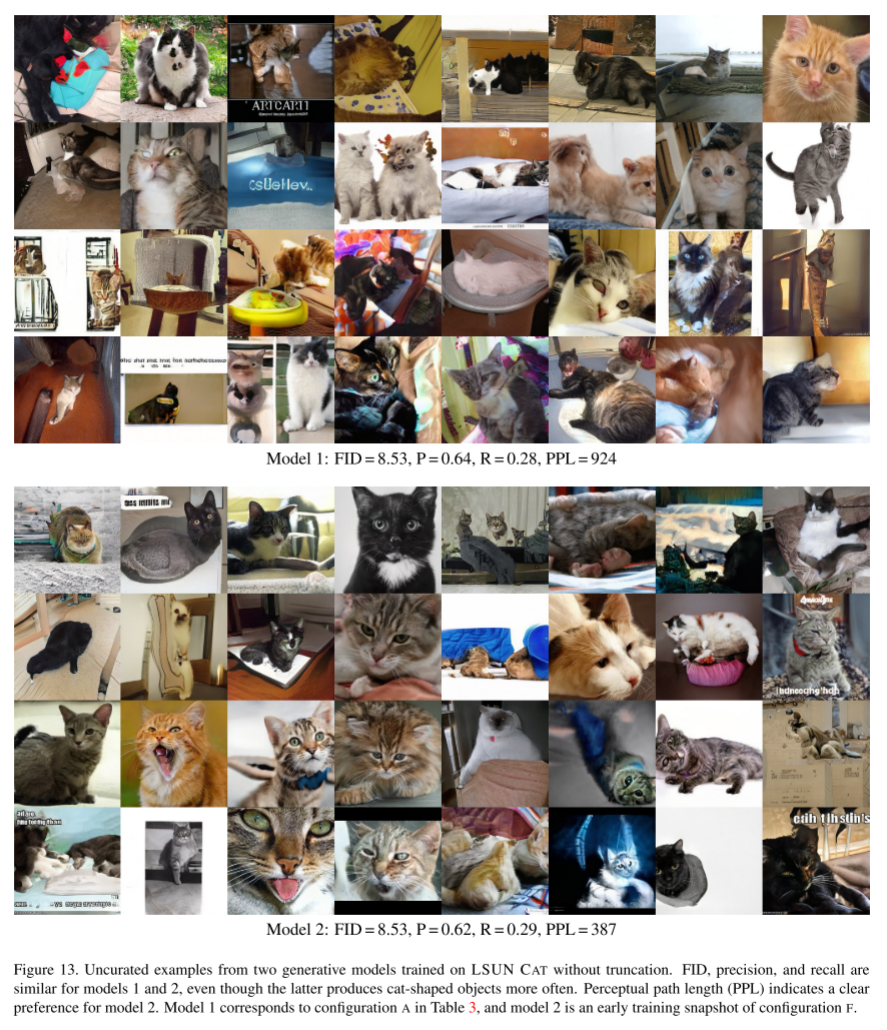 Model 1: FID = 8.53, P = 0.64, R = 0.28, PPL = 924
Model 2: FID = 8.53, P = 0.62, R = 0.29, PPL = 387
Figure 13. Uncurated examples from two generative models trained on LSUN CAT without truncation. FID, precision, and recall are
similar for models 1 and 2, even though the latter produces cat-shaped objects more often. Perceptual path length (PPL) indicates a clear
preference for model 2. Model 1 corresponds to configuration A in Table 3, and model 2 is an early training snapshot of configuration F.